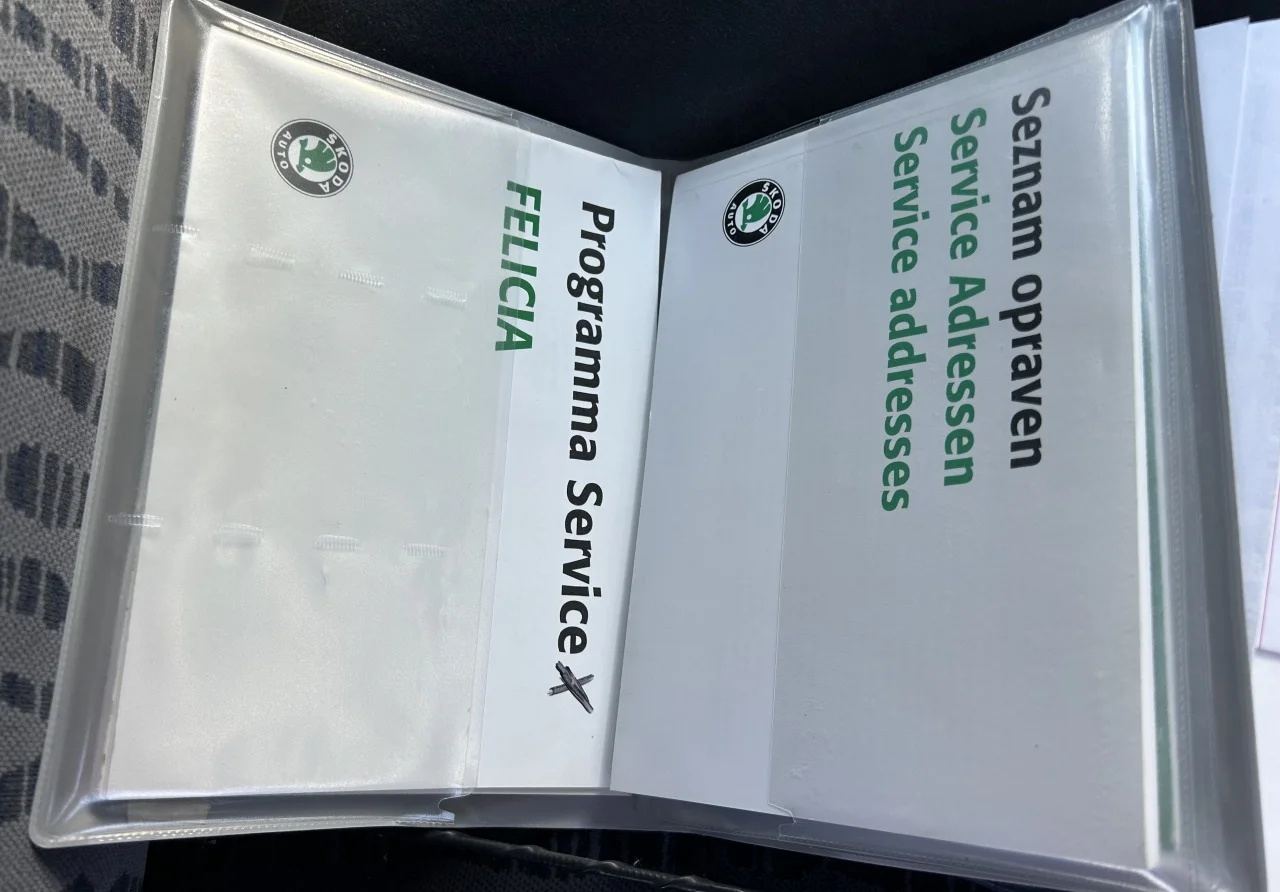 Seznam opraven
Service Adressen
Service addresses
SKODA
AUTO
Programma Service X
FELICIA
SKODA
AUTO